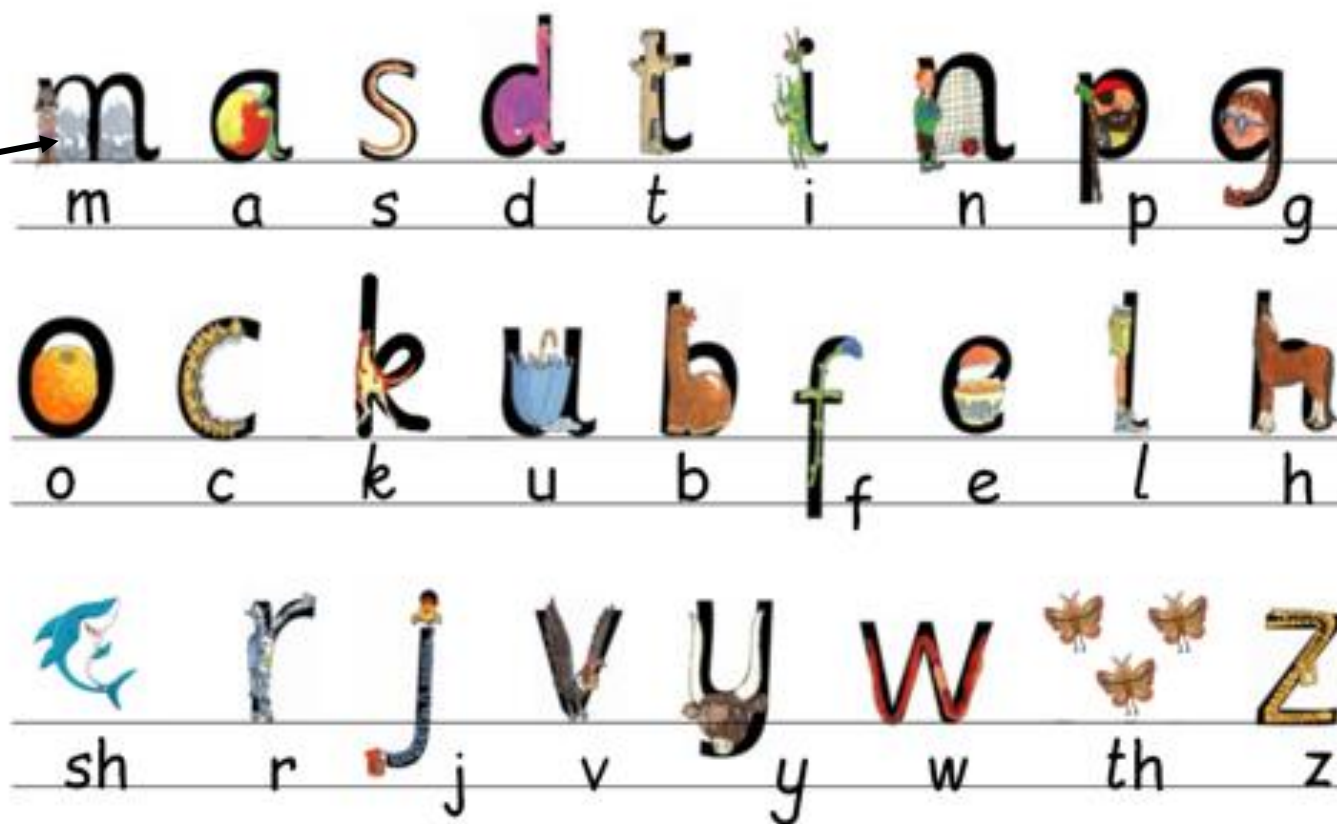 m a s d t i n p g
m a s d t i n p g
o c k u b f e l h
o c k u b f e l h
r j v y w z
sh r j v y w th z